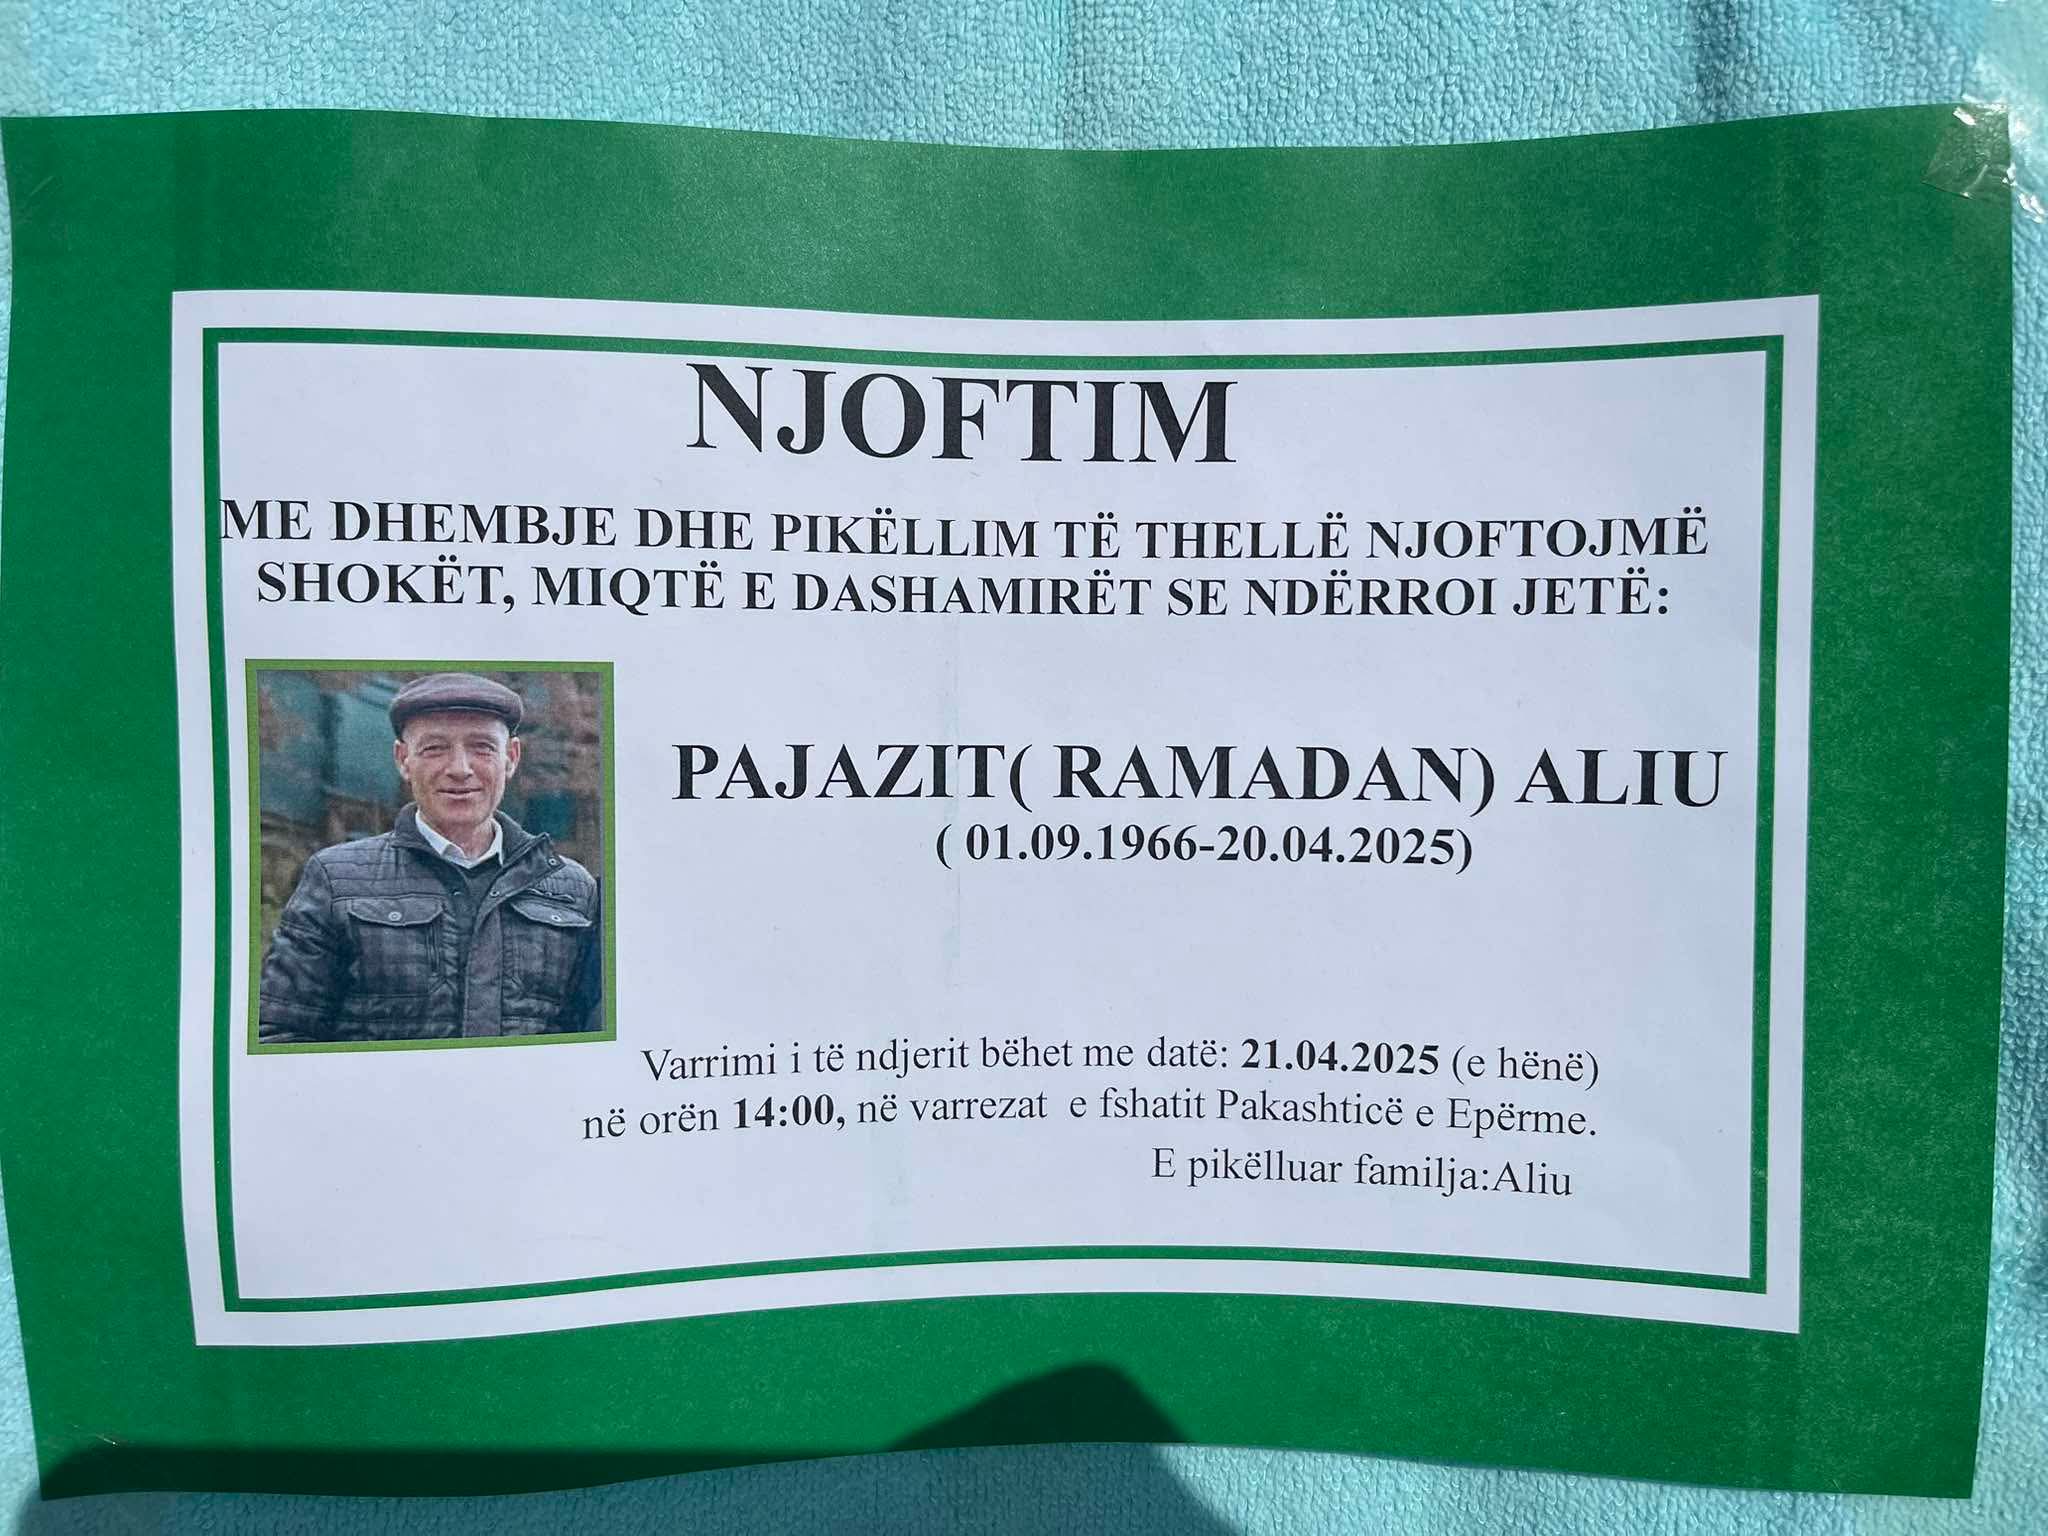 NJOFTIM
ME DHEMBJE DHE PIKËLLIM TË THELLË NJOFTOJMË
SHOKËT, MIQTË E DASHAMIRËT SE NDËRROI JETË:
PAJAZIT( RAMADAN) ALIU
( 01.09.1966-20.04.2025)
Varrimi i të ndjerit bëhet me datë: 21.04.2025 (e hënë)
në orën 14:00, në varrezat e fshatit Pakashticë e Epërme.
E pikëlluar familja:Aliu